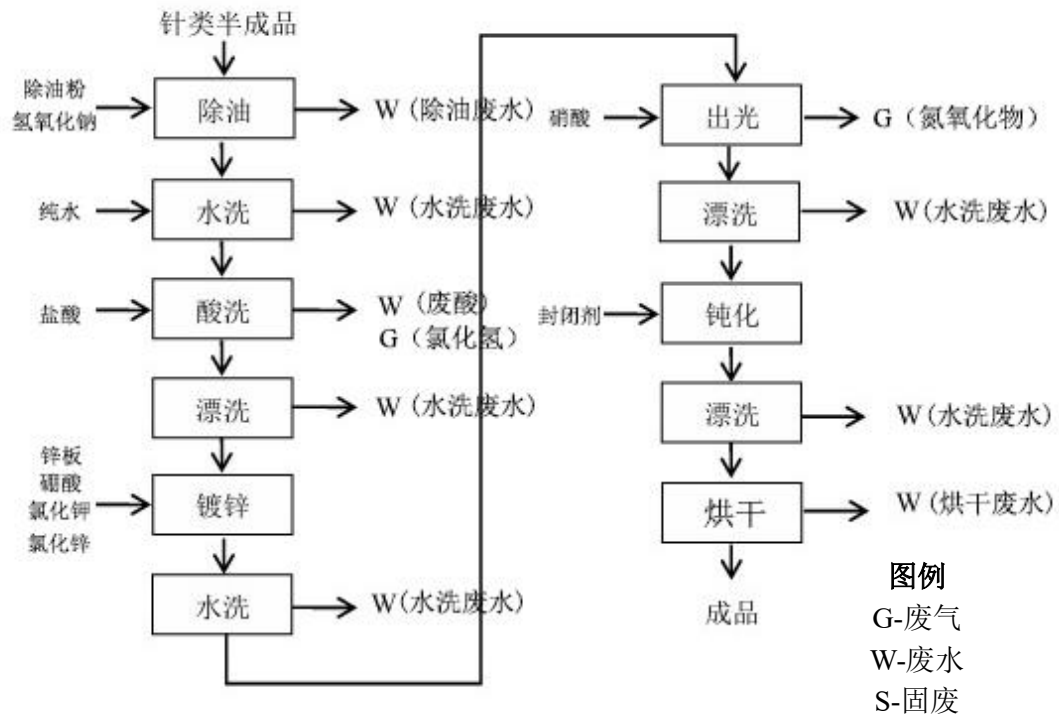 针类半成品
除油粉
氢氧化钠
除油
W (除油废水)
纯水
水洗
W (水洗废水)
盐酸
酸洗
W (废酸)
G (氯化氢)
漂洗
W (水洗废水)
锌板
硼酸
氯化钾
氯化锌
镀锌
水洗
W(水洗废水)
硝酸
出光
G（氮氧化物）
漂洗
W(水洗废水)
封闭剂
钝化
漂洗
W(水洗废水)
烘干
W (烘干废水)
成品
图例
G-废气
W-废水
S-固废